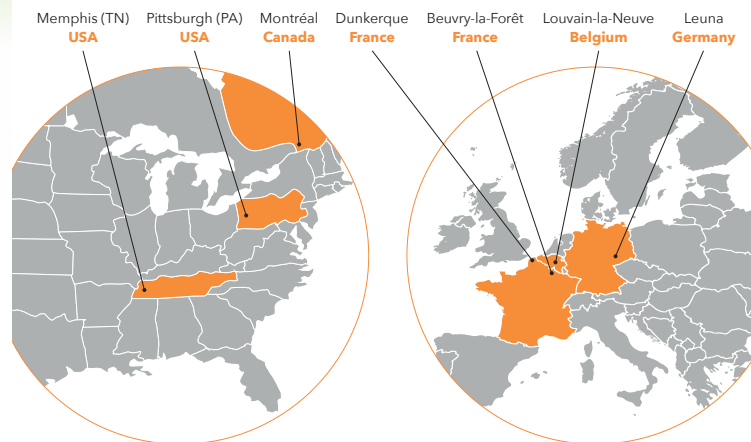 Memphis (TN)
USA
Pittsburgh (PA)
USA
Montréal
Canada
Dunkerque
France
Beuvry-la-Forêt
France
Louvain-la-Neuve
Belgium
Leuna
Germany